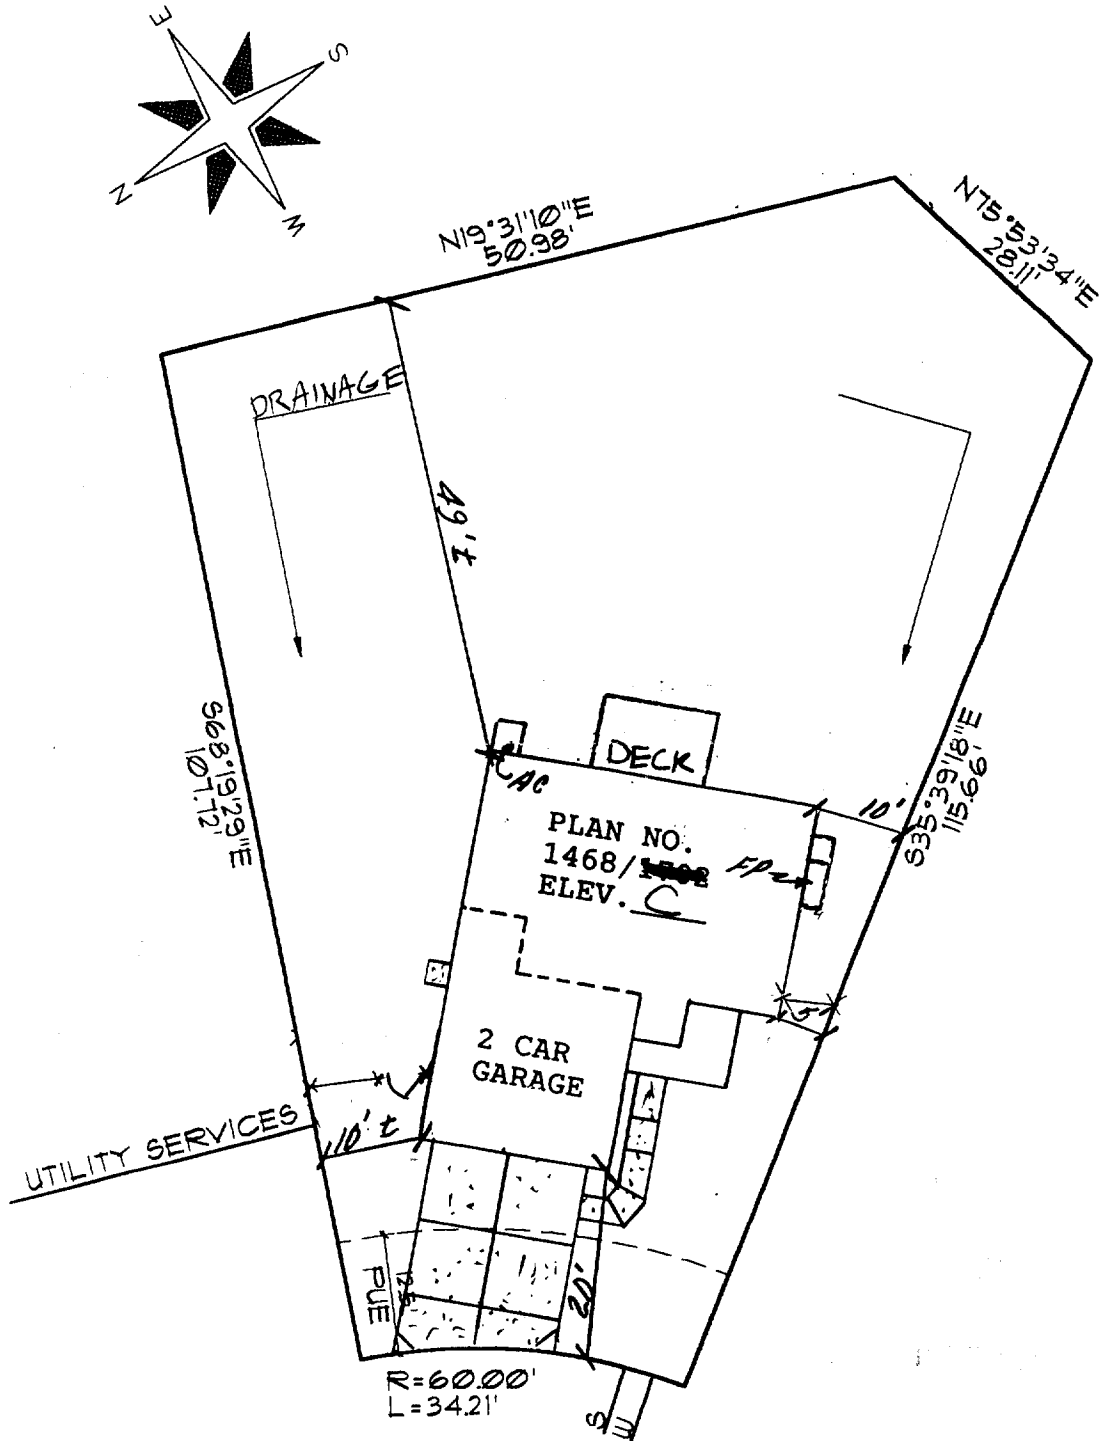 E
S
N
W
N19°31'10"E
50.98'
N75°53'34"E
28.11'
DRAINAGE
49'±
S68°19'29"E
107.72'
S35°39'18"E
115.66'
DECK
AC
10'
PLAN NO.
1468/
FP
ELEV. C
5'
2 CAR
GARAGE
10' ±
UTILITY SERVICES
PUE
12.5
20'
R=60.00'
L=34.21'
S
W